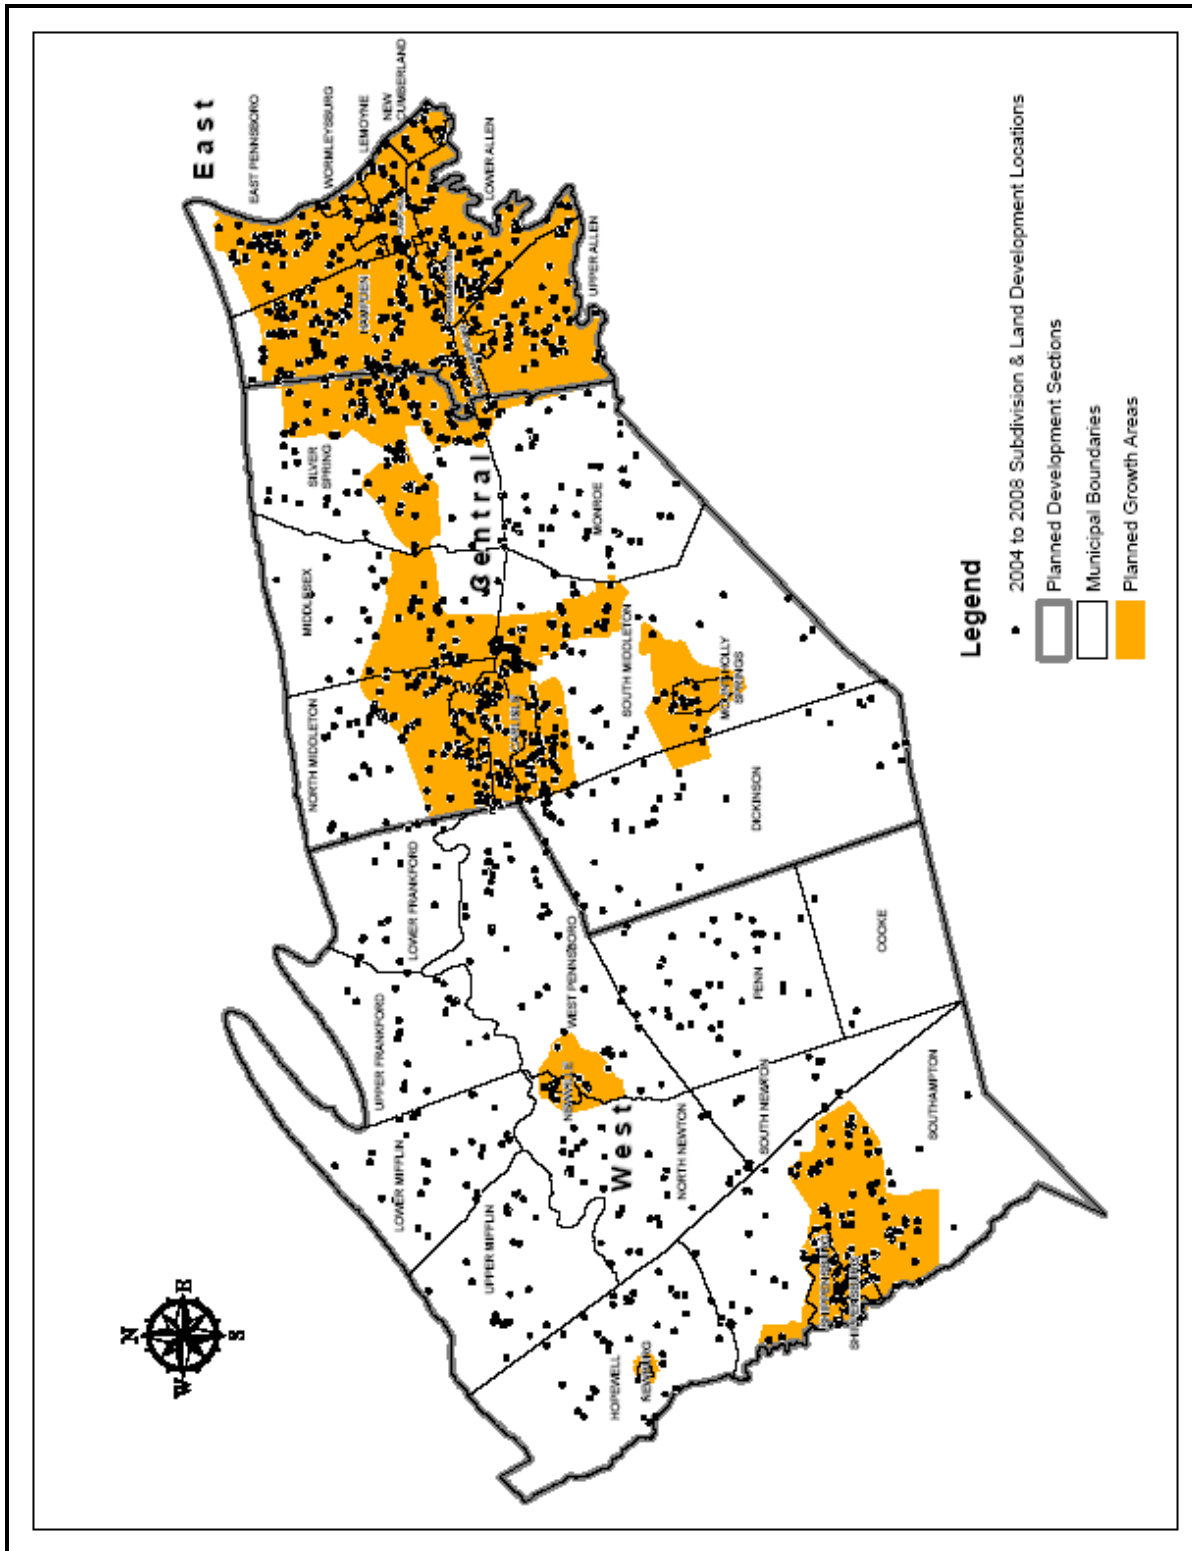 N
W
E
S
East
EAST PENNSBORO
WORMLEYSBURG
LEMOYNE
NEW
CUMBERLAND
LOWER ALLEN
UPPER ALLEN
HAMPDEN
SILVER
SPRING
Central
MONROE
MIDDLESEX
NORTH MIDDLETON
CARLISLE
SOUTH MIDDLETON
MOUNT HOLLY
SPRINGS
DICKINSON
LOWER FRANKFORD
UPPER FRANKFORD
WEST PENNSBORO
PENN
COOKE
LOWER MIFFLIN
UPPER MIFFLIN
NEWVILLE
West
NORTH NEWTON
SOUTH NEWTON
SOUTHAMPTON
HOPEWELL
NEWBURG
SHIPPENSBURG
SHIPPENSBURG
Legend
2004 to 2008 Subdivision & Land Development Locations
Planned Development Sections
Municipal Boundaries
Planned Growth Areas